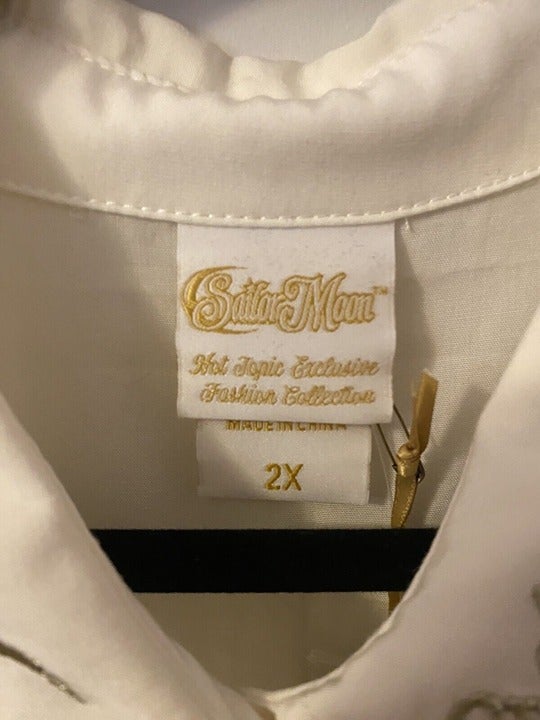 Sailor Moon™
Hot Topic Exclusive
Fashion Collection
MADE IN CHINA
2X